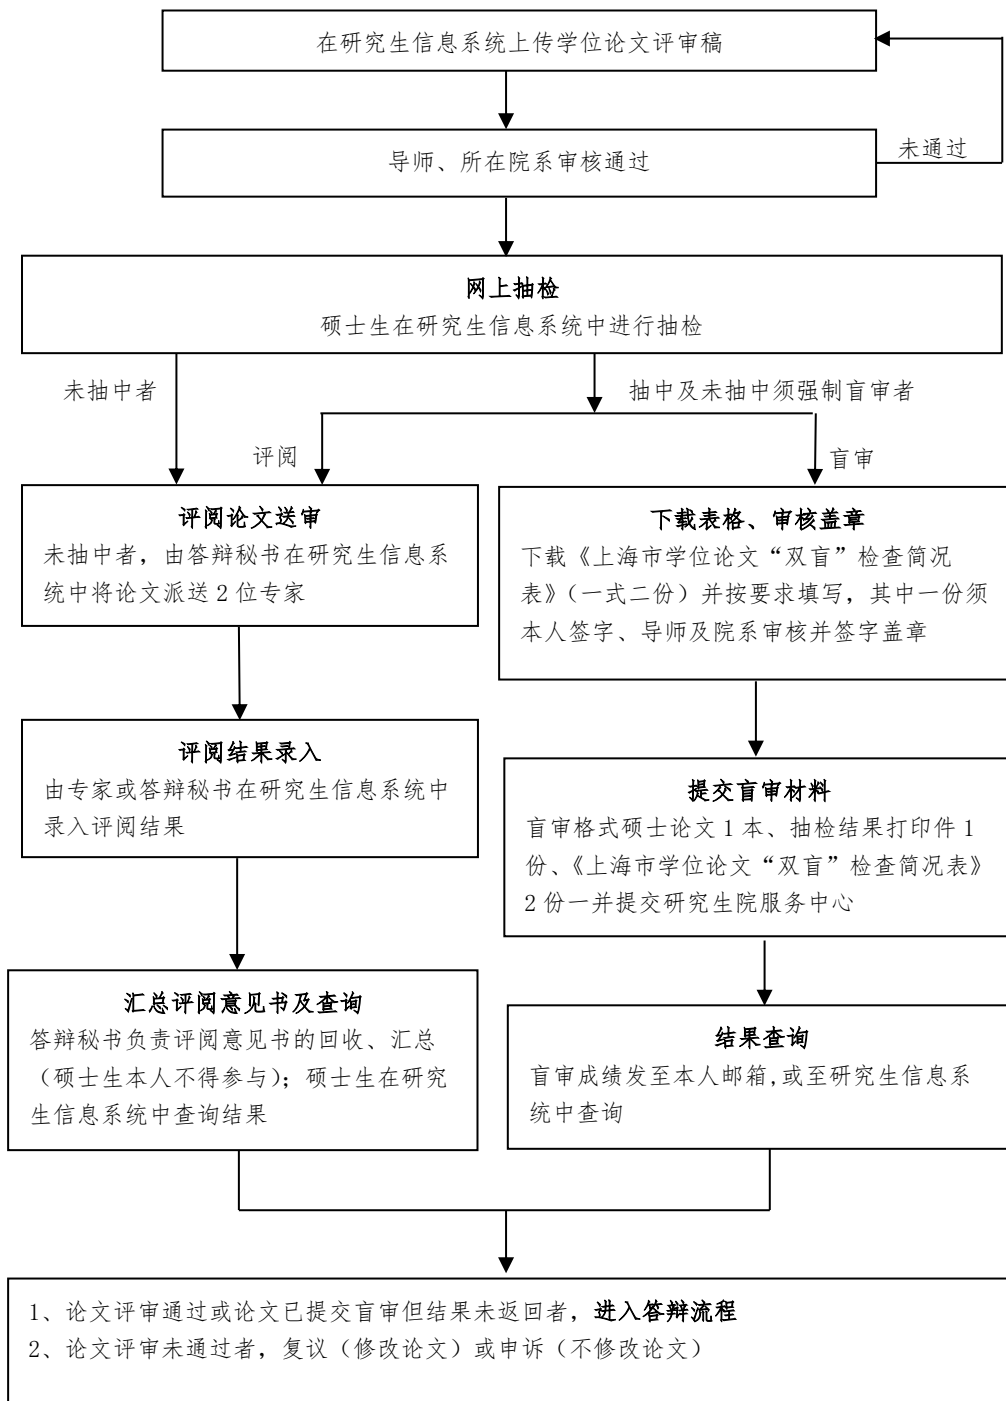 在研究生信息系统上传学位论文评审稿
导师、所在院系审核通过
未通过
网上抽检
硕士生在研究生信息系统中进行抽检
未抽中者
抽中及未抽中须强制盲审者
评阅
盲审
评阅论文送审
未抽中者，由答辩秘书在研究生信息系
统中将论文派送 2 位专家
下载表格、审核盖章
下载《上海市学位论文“双盲”检查简况
表》（一式二份）并按要求填写，其中一份须
本人签字、导师及院系审核并签字盖章
评阅结果录入
由专家或答辩秘书在研究生信息系统中
录入评阅结果
提交盲审材料
盲审格式硕士论文 1 本、抽检结果打印件 1
份、《上海市学位论文“双盲”检查简况表》
2 份一并提交研究生院服务中心
汇总评阅意见书及查询
答辩秘书负责评阅意见书的回收、汇总
（硕士生本人不得参与）；硕士生在研究
生信息系统中查询结果
结果查询
盲审成绩发至本人邮箱,或至研究生信息系
统中查询
1、论文评审通过或论文已提交盲审但结果未返回者，进入答辩流程
2、论文评审未通过者，复议（修改论文）或申诉（不修改论文）